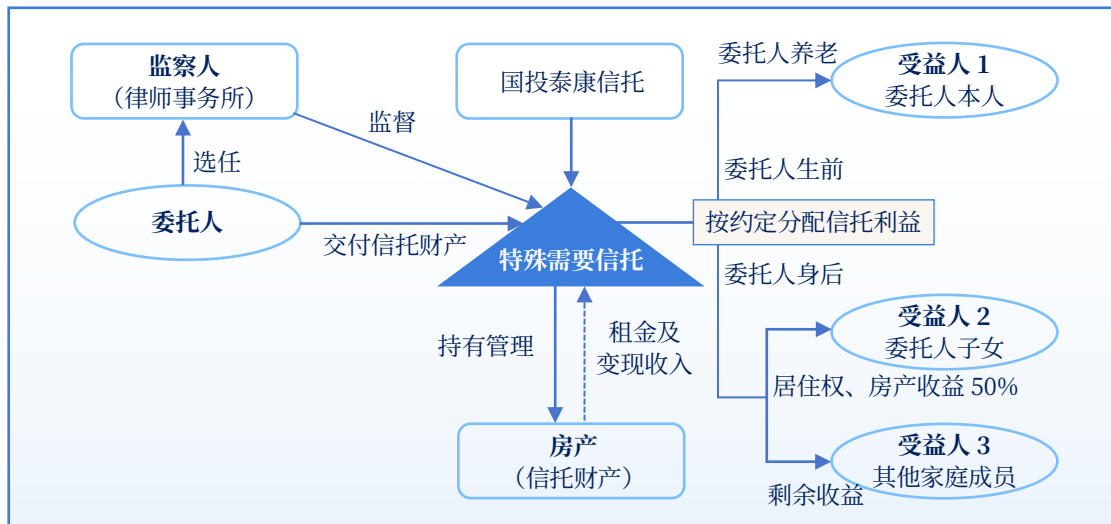 监察人
（律师事务所）
国投泰康信托
委托人养老
受益人 1
委托人本人
监督
选任
委托人生前
委托人
交付信托财产
按约定分配信托利益
特殊需要信托
委托人身后
持有管理
租金及
变现收入
受益人 2
委托人子女
居住权、房产收益 50%
房产
（信托财产）
受益人 3
其他家庭成员
剩余收益